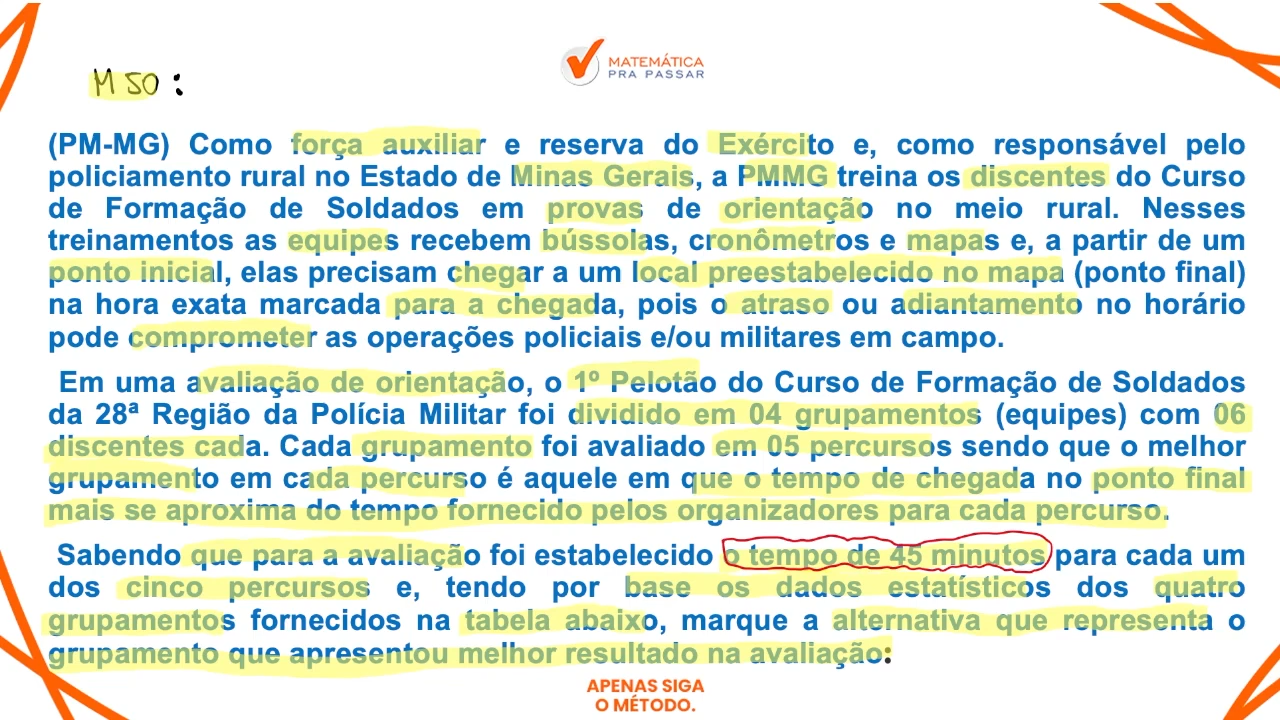 MATEMÁTICA
PRA PASSAR
M50:
(PM-MG) Como força auxiliar e reserva do Exército e, como responsável pelo
policiamento rural no Estado de Minas Gerais, a PMMG treina os discentes do Curso
de Formação de Soldados em provas de orientação no meio rural. Nesses
treinamentos as equipes recebem bússolas, cronômetros e mapas e, a partir de um
ponto inicial, elas precisam chegar a um local preestabelecido no mapa (ponto final)
na hora exata marcada para a chegada, pois o atraso ou adiantamento no horário
pode comprometer as operações policiais e/ou militares em campo.
Em uma avaliação de orientação, o 1º Pelotão do Curso de Formação de Soldados
da 28ª Região da Polícia Militar foi dividido em 04 grupamentos (equipes) com 06
discentes cada. Cada grupamento foi avaliado em 05 percursos sendo que o melhor
grupamento em cada percurso é aquele em que o tempo de chegada no ponto final
mais se aproxima do tempo fornecido pelos organizadores para cada percurso.
Sabendo que para a avaliação foi estabelecido o tempo de 45 minutos para cada um
dos cinco percursos e, tendo por base os dados estatísticos dos quatro
grupamentos fornecidos na tabela abaixo, marque a alternativa que representa o
grupamento que apresentou melhor resultado na avaliação:
APENAS SIGA
O MÉTODO.